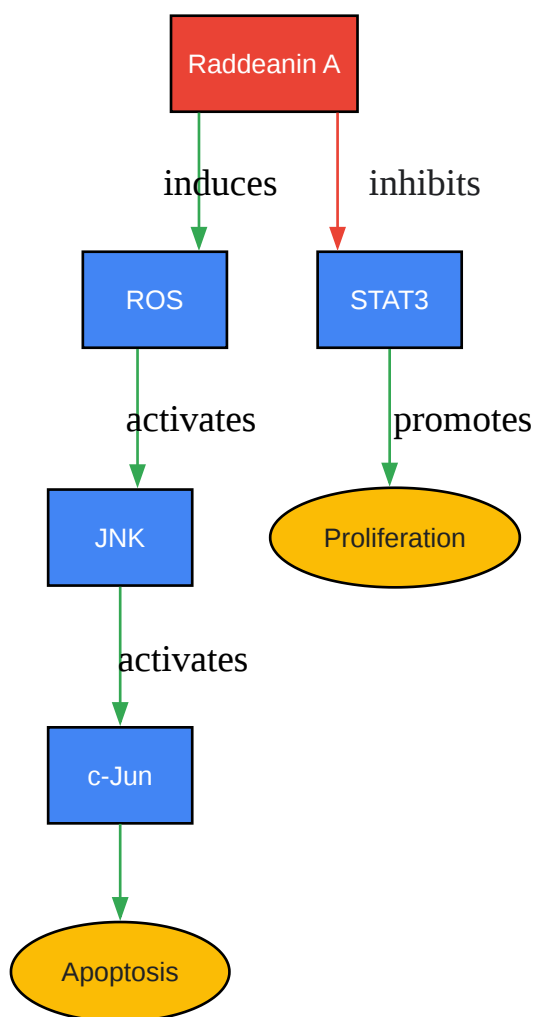 Raddeanin A
induces
inhibits
ROS
STAT3
activates
promotes
JNK
Proliferation
activates
c-Jun
Apoptosis